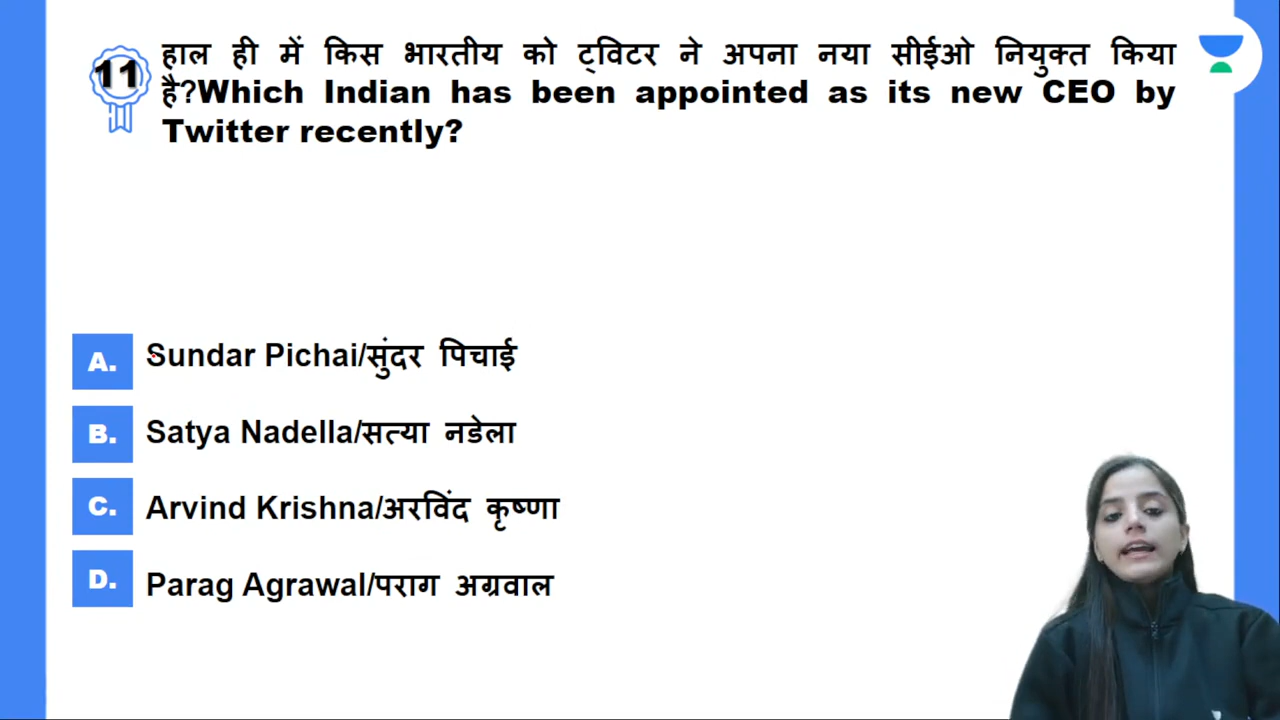 11
हाल ही में किस भारतीय को ट्विटर ने अपना नया सीईओ नियुक्त किया
है?Which Indian has been appointed as its new CEO by
Twitter recently?
A. Sundar Pichai/सुंदर पिचाई
B. Satya Nadella/सत्या नडेला
C. Arvind Krishna/अरविंद कृष्णा
D. Parag Agrawal/पराग अग्रवाल